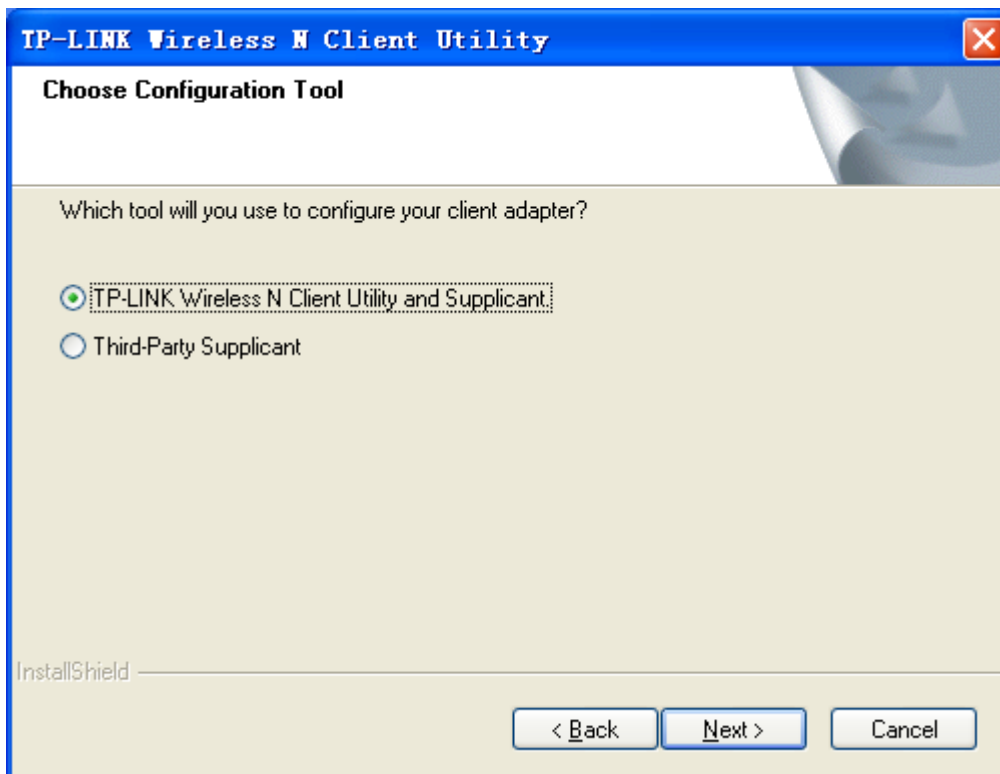 TP-LINK Wireless N Client Utility
Choose Configuration Tool
Which tool will you use to configure your client adapter?
TP-LINK Wireless N Client Utility and Supplicant.
Third-Party Supplicant
InstallShield
< Back Next > Cancel